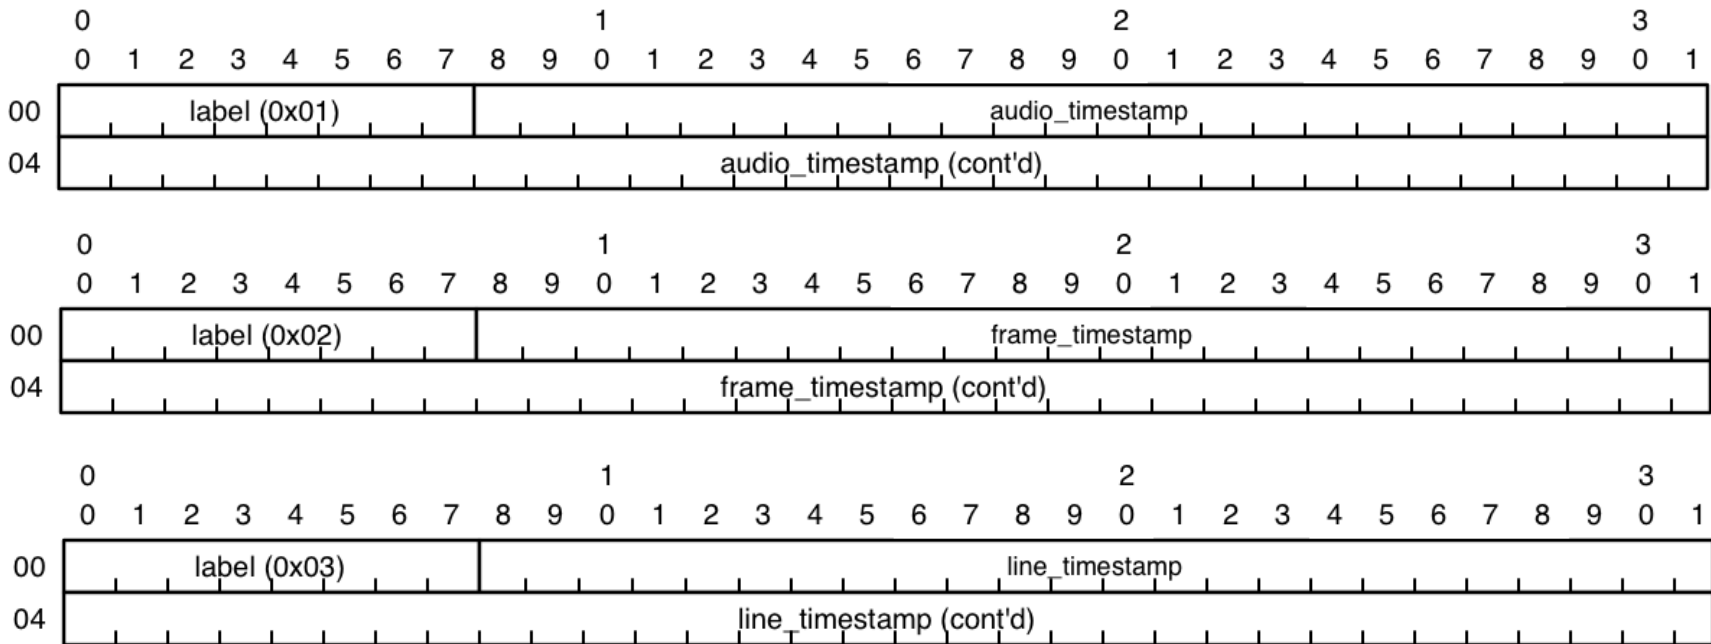 0 1 2 3
0 1 2 3 4 5 6 7 8 9 0 1 2 3 4 5 6 7 8 9 0 1 2 3 4 5 6 7 8 9 0 1
00 label (0x01) audio_timestamp
04 audio_timestamp (cont'd)
0 1 2 3
0 1 2 3 4 5 6 7 8 9 0 1 2 3 4 5 6 7 8 9 0 1 2 3 4 5 6 7 8 9 0 1
00 label (0x02) frame_timestamp
04 frame_timestamp (cont'd)
0 1 2 3
0 1 2 3 4 5 6 7 8 9 0 1 2 3 4 5 6 7 8 9 0 1 2 3 4 5 6 7 8 9 0 1
00 label (0x03) line_timestamp
04 line_timestamp (cont'd)